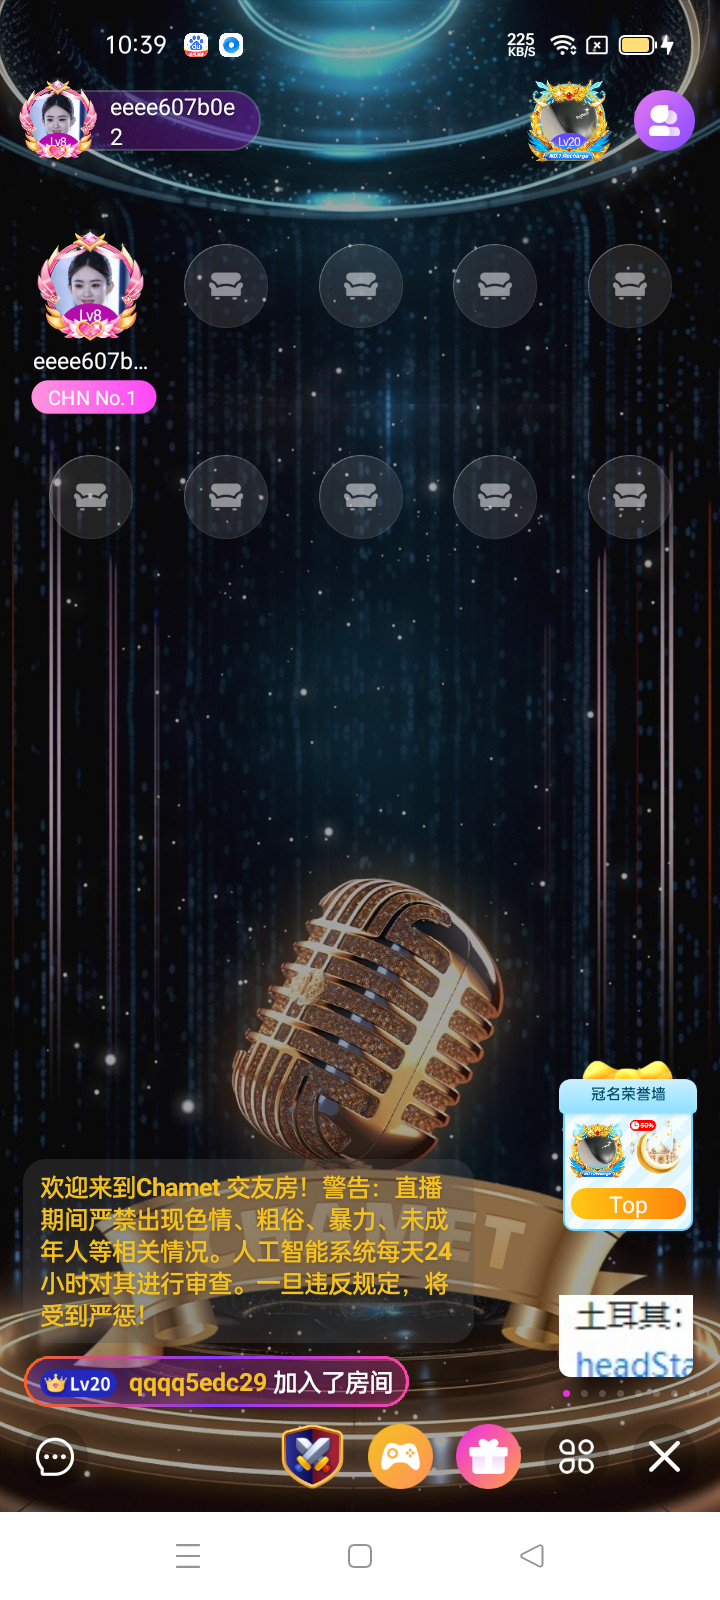 10:39
225
KB/S
eeee607b0e
2
Lv8
Lv20
NO.1 Recharge
Lv8
eeee607b...
CHN No.1
冠名荣誉墙
50%
Top
欢迎来到Chamet 交友房！警告：直播
期间严禁出现色情、粗俗、暴力、未成
年人等相关情况。人工智能系统每天24
小时对其进行审查。一旦违反规定，将
受到严惩！
CHAMET
土耳其:
headSta
Lv20 qqqq5edc29 加入了房间